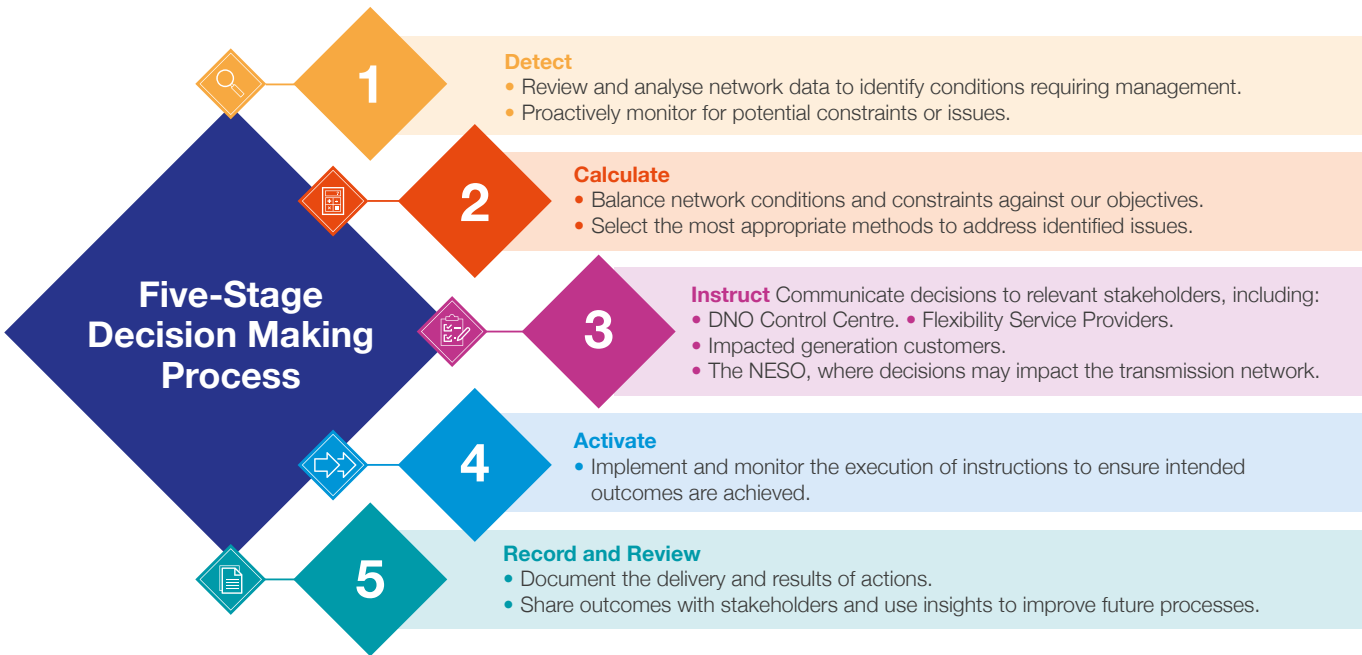 Five-Stage
Decision Making
Process
1
Detect
• Review and analyse network data to identify conditions requiring management.
• Proactively monitor for potential constraints or issues.
2
Calculate
• Balance network conditions and constraints against our objectives.
• Select the most appropriate methods to address identified issues.
3
Instruct Communicate decisions to relevant stakeholders, including:
• DNO Control Centre. • Flexibility Service Providers.
• Impacted generation customers.
• The NESO, where decisions may impact the transmission network.
4
Activate
• Implement and monitor the execution of instructions to ensure intended
outcomes are achieved.
5
Record and Review
• Document the delivery and results of actions.
• Share outcomes with stakeholders and use insights to improve future processes.